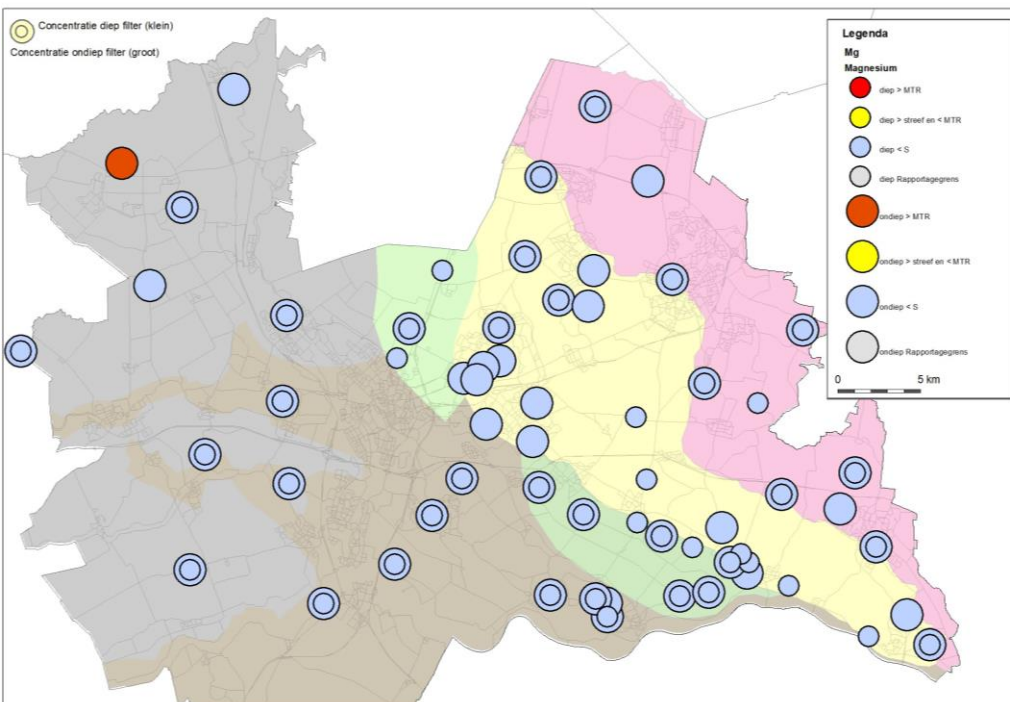 Concentratie diep filter (klein)
Concentratie ondiep filter (groot)
Legenda
Mg
Magnesium
diep > MTR
diep > streef en < MTR
diep < S
diep Rapportagegrens
ondiep > MTR
ondiep > streef en < MTR
ondiep < S
ondiep Rapportagegrens
0 5 km